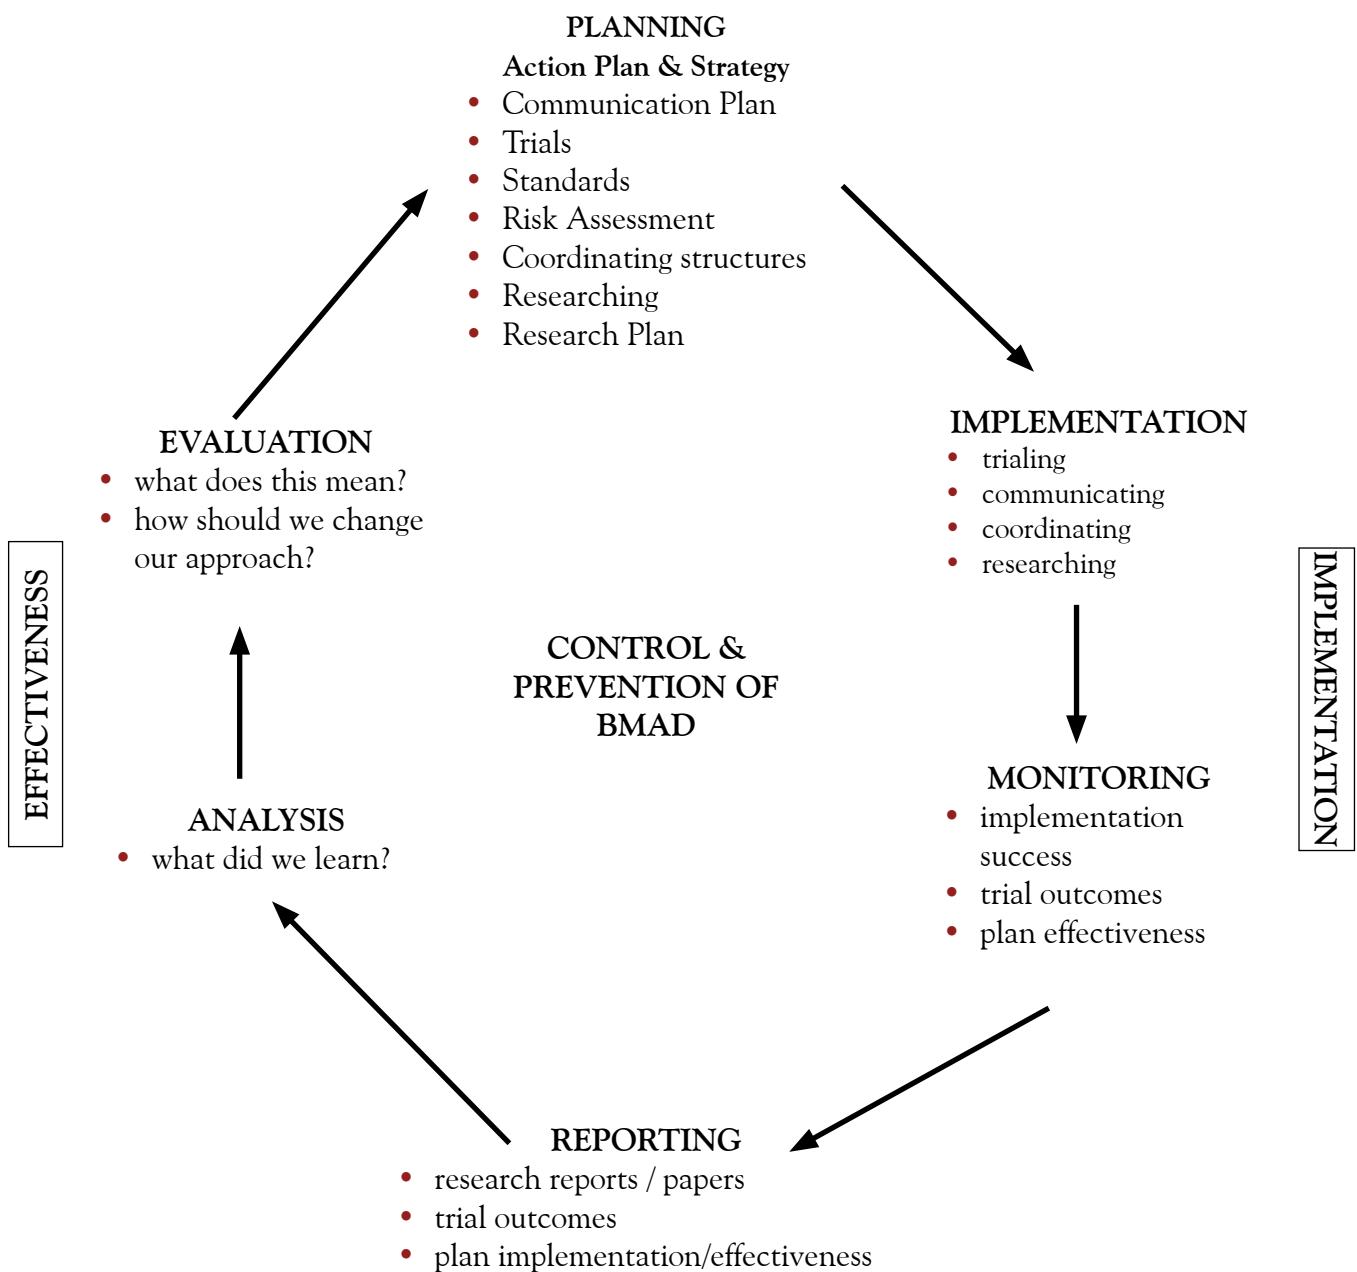 PLANNING
Action Plan & Strategy
• Communication Plan
• Trials
• Standards
• Risk Assessment
• Coordinating structures
• Researching
• Research Plan
IMPLEMENTATION
• trialing
• communicating
• coordinating
• researching
MONITORING
• implementation
success
• trial outcomes
• plan effectiveness
REPORTING
• research reports / papers
• trial outcomes
• plan implementation/effectiveness
ANALYSIS
• what did we learn?
EVALUATION
• what does this mean?
• how should we change
our approach?
CONTROL &
PREVENTION OF
BMAD
EFFECTIVENESS
IMPLEMENTATION